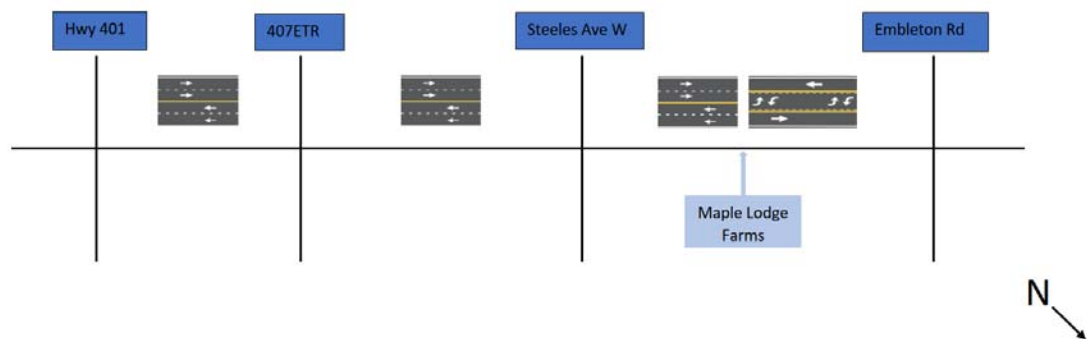 Hwy 401
407ETR
Steeles Ave W
Embleton Rd
Maple Lodge
Farms
N